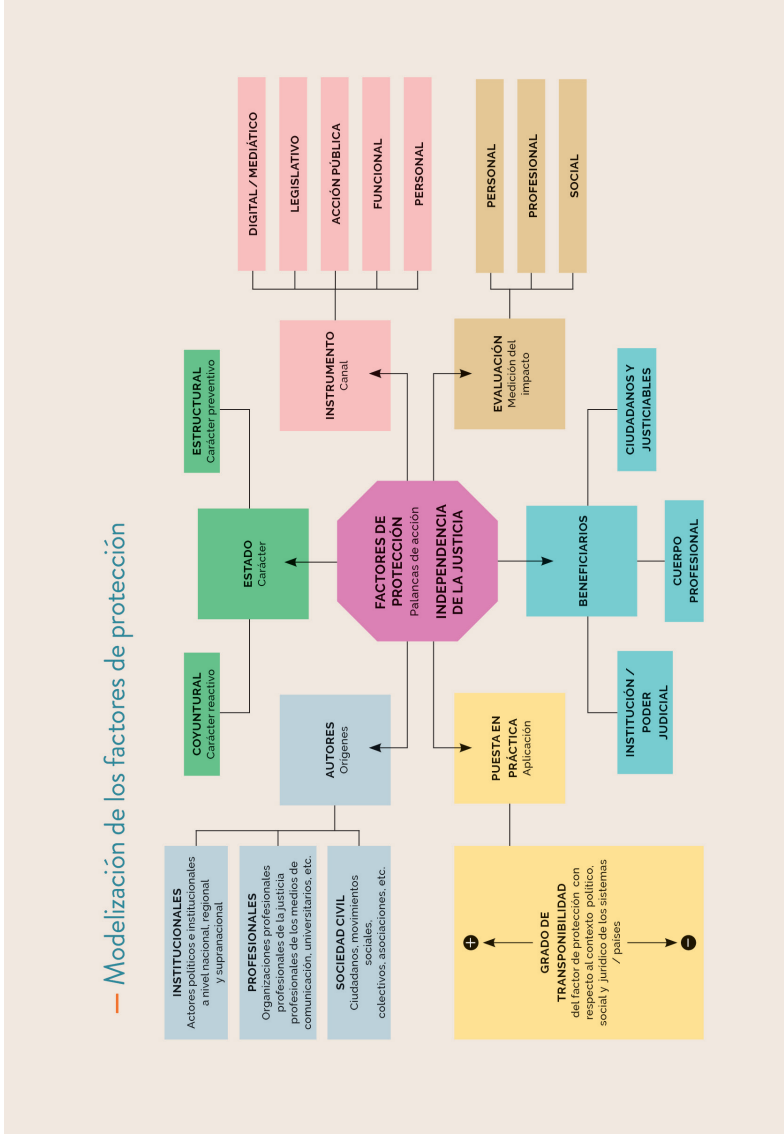 — Modelización de los factores de protección
COYUNTURAL
Carácter reactivo
ESTRUCTURAL
Carácter preventivo
ESTADO
Carácter
INSTITUCIONALES
Actores políticos e institucionales
a nivel nacional, regional
y supranacional
PROFESIONALES
Organizaciones profesionales
profesionales de la justicia
profesionales de los medios de
comunicación, universitarios, etc.
SOCIEDAD CIVIL
Ciudadanos, movimientos
sociales,
colectivos, asociaciones, etc.
AUTORES
Orígenes
INSTRUMENTO
Canal
DIGITAL / MEDIÁTICO
LEGISLATIVO
ACCIÓN PÚBLICA
FUNCIONAL
PERSONAL
FACTORES DE
PROTECCIÓN
Palancas de acción
INDEPENDENCIA
DE LA JUSTICIA
+
GRADO DE
TRANSPONIBILIDAD
del factor de protección con
respecto al contexto político,
social y jurídico de los sistemas
/ países
−
PUESTA EN
PRÁCTICA
Aplicación
EVALUACIÓN
Medición del
impacto
PERSONAL
PROFESIONAL
SOCIAL
BENEFICIARIOS
INSTITUCIÓN /
PODER
JUDICIAL
CUERPO
PROFESIONAL
CIUDADANOS Y
JUSTICIABLES